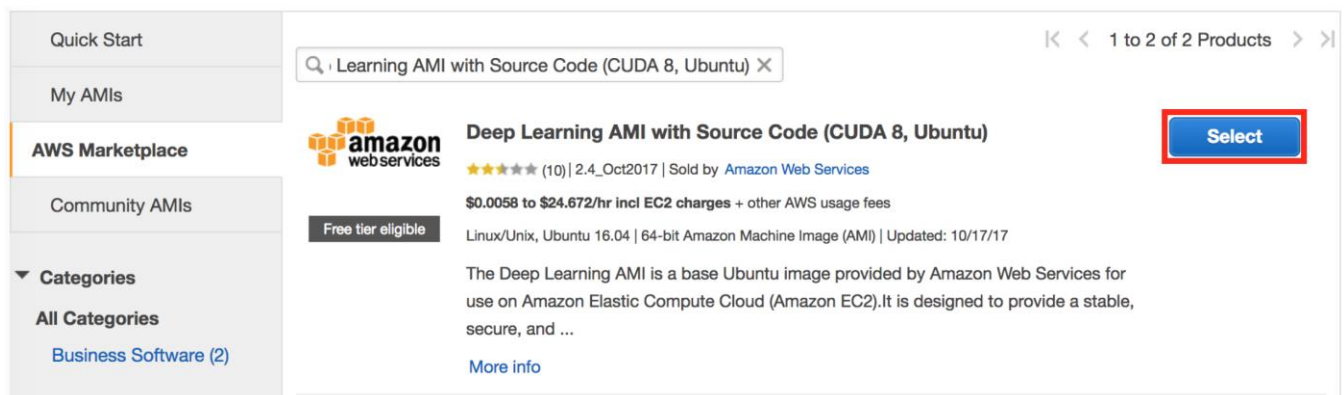 Quick Start
My AMIs
AWS Marketplace
Community AMIs
Categories
All Categories
Business Software (2)
1 to 2 of 2 Products
Learning AMI with Source Code (CUDA 8, Ubuntu)
amazon
webservices
Free tier eligible
Deep Learning AMI with Source Code (CUDA 8, Ubuntu)
(10) | 2.4_Oct2017 | Sold by Amazon Web Services
$0.0058 to $24.672/hr incl EC2 charges + other AWS usage fees
Linux/Unix, Ubuntu 16.04 | 64-bit Amazon Machine Image (AMI) | Updated: 10/17/17
The Deep Learning AMI is a base Ubuntu image provided by Amazon Web Services for
use on Amazon Elastic Compute Cloud (Amazon EC2).It is designed to provide a stable,
secure, and ...
More info
Select